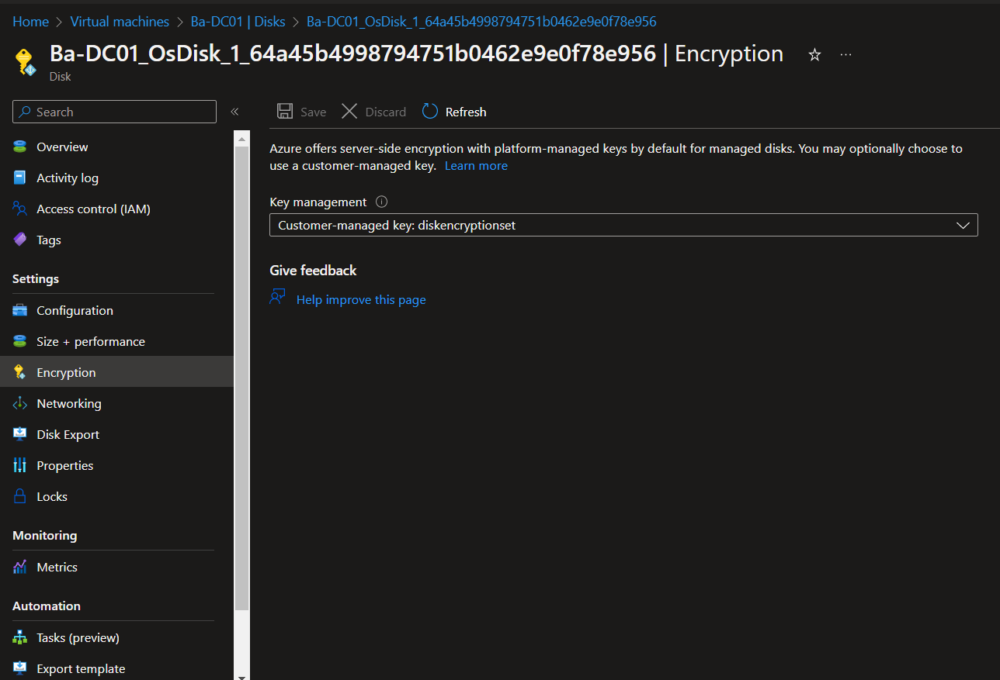 Home > Virtual machines > Ba-DC01 | Disks > Ba-DC01_OsDisk_1_64a45b4998794751b0462e9e0f78e956
Ba-DC01_OsDisk_1_64a45b4998794751b0462e9e0f78e956 | Encryption
Disk
Search
Overview
Activity log
Access control (IAM)
Tags
Settings
Configuration
Size + performance
Encryption
Networking
Disk Export
Properties
Locks
Monitoring
Metrics
Automation
Tasks (preview)
Export template
Save Discard Refresh
Azure offers server-side encryption with platform-managed keys by default for managed disks. You may optionally choose to
use a customer-managed key. Learn more
Key management
Customer-managed key: diskencryptionset
Give feedback
Help improve this page